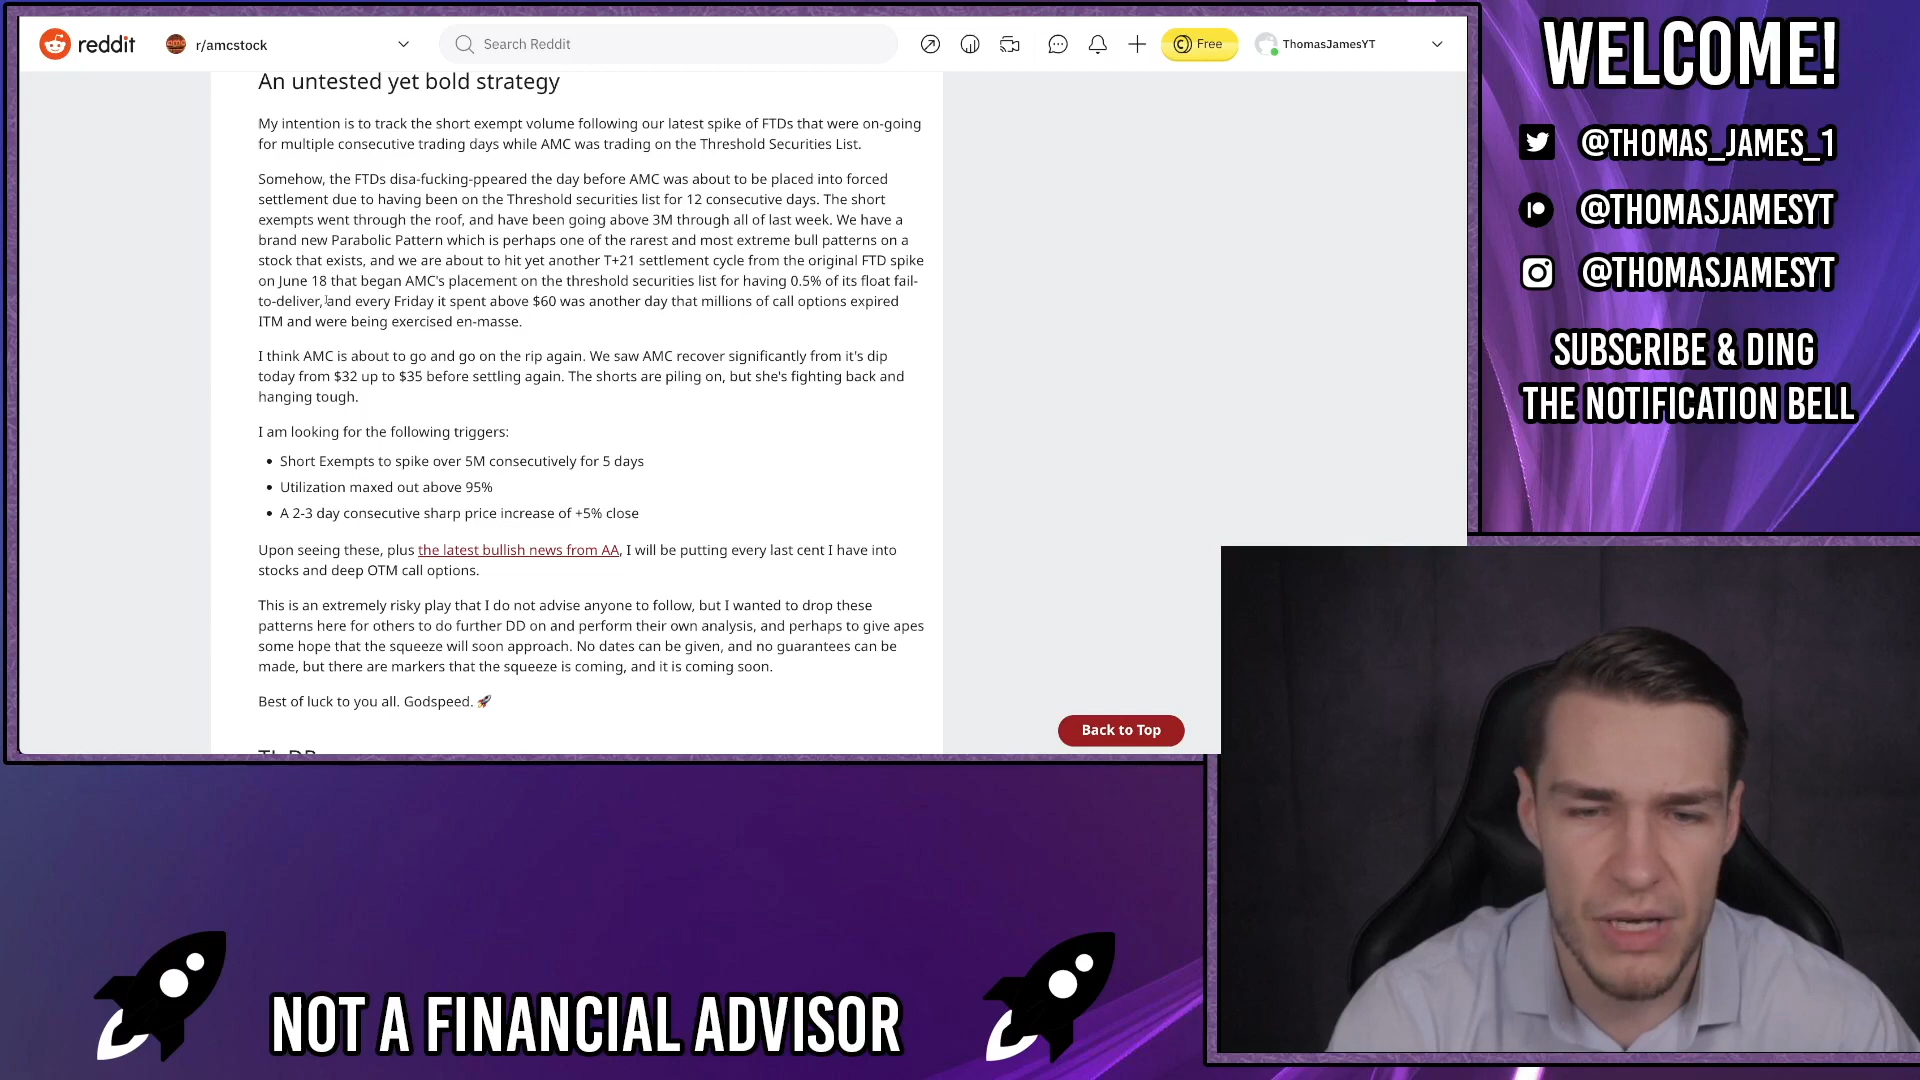 reddit
r/amcstock
Search Reddit
Free
ThomasJamesYT
An untested yet bold strategy
My intention is to track the short exempt volume following our latest spike of FTDs that were on-going
for multiple consecutive trading days while AMC was trading on the Threshold Securities List.
Somehow, the FTDs disa-fucking-ppeared the day before AMC was about to be placed into forced
settlement due to having been on the Threshold securities list for 12 consecutive days. The short
exempts went through the roof, and have been going above 3M through all of last week. We have a
brand new Parabolic Pattern which is perhaps one of the rarest and most extreme bull patterns on a
stock that exists, and we are about to hit yet another T+21 settlement cycle from the original FTD spike
on June 18 that began AMC's placement on the threshold securities list for having 0.5% of its float fail-
to-deliver, and every Friday it spent above $60 was another day that millions of call options expired
ITM and were being exercised en-masse.
I think AMC is about to go and go on the rip again. We saw AMC recover significantly from it's dip
today from $32 up to $35 before settling again. The shorts are piling on, but she's fighting back and
hanging tough.
I am looking for the following triggers:
• Short Exempts to spike over 5M consecutively for 5 days
• Utilization maxed out above 95%
• A 2-3 day consecutive sharp price increase of +5% close
Upon seeing these, plus the latest bullish news from AA, I will be putting every last cent I have into
stocks and deep OTM call options.
This is an extremely risky play that I do not advise anyone to follow, but I wanted to drop these
patterns here for others to do further DD on and perform their own analysis, and perhaps to give apes
some hope that the squeeze will soon approach. No dates can be given, and no guarantees can be
made, but there are markers that the squeeze is coming, and it is coming soon.
Best of luck to you all. Godspeed. 🚀
Back to Top
WELCOME!
@THOMAS_JAMES_1
@THOMASJAMESYT
@THOMASJAMESYT
SUBSCRIBE & DING
THE NOTIFICATION BELL
NOT A FINANCIAL ADVISOR